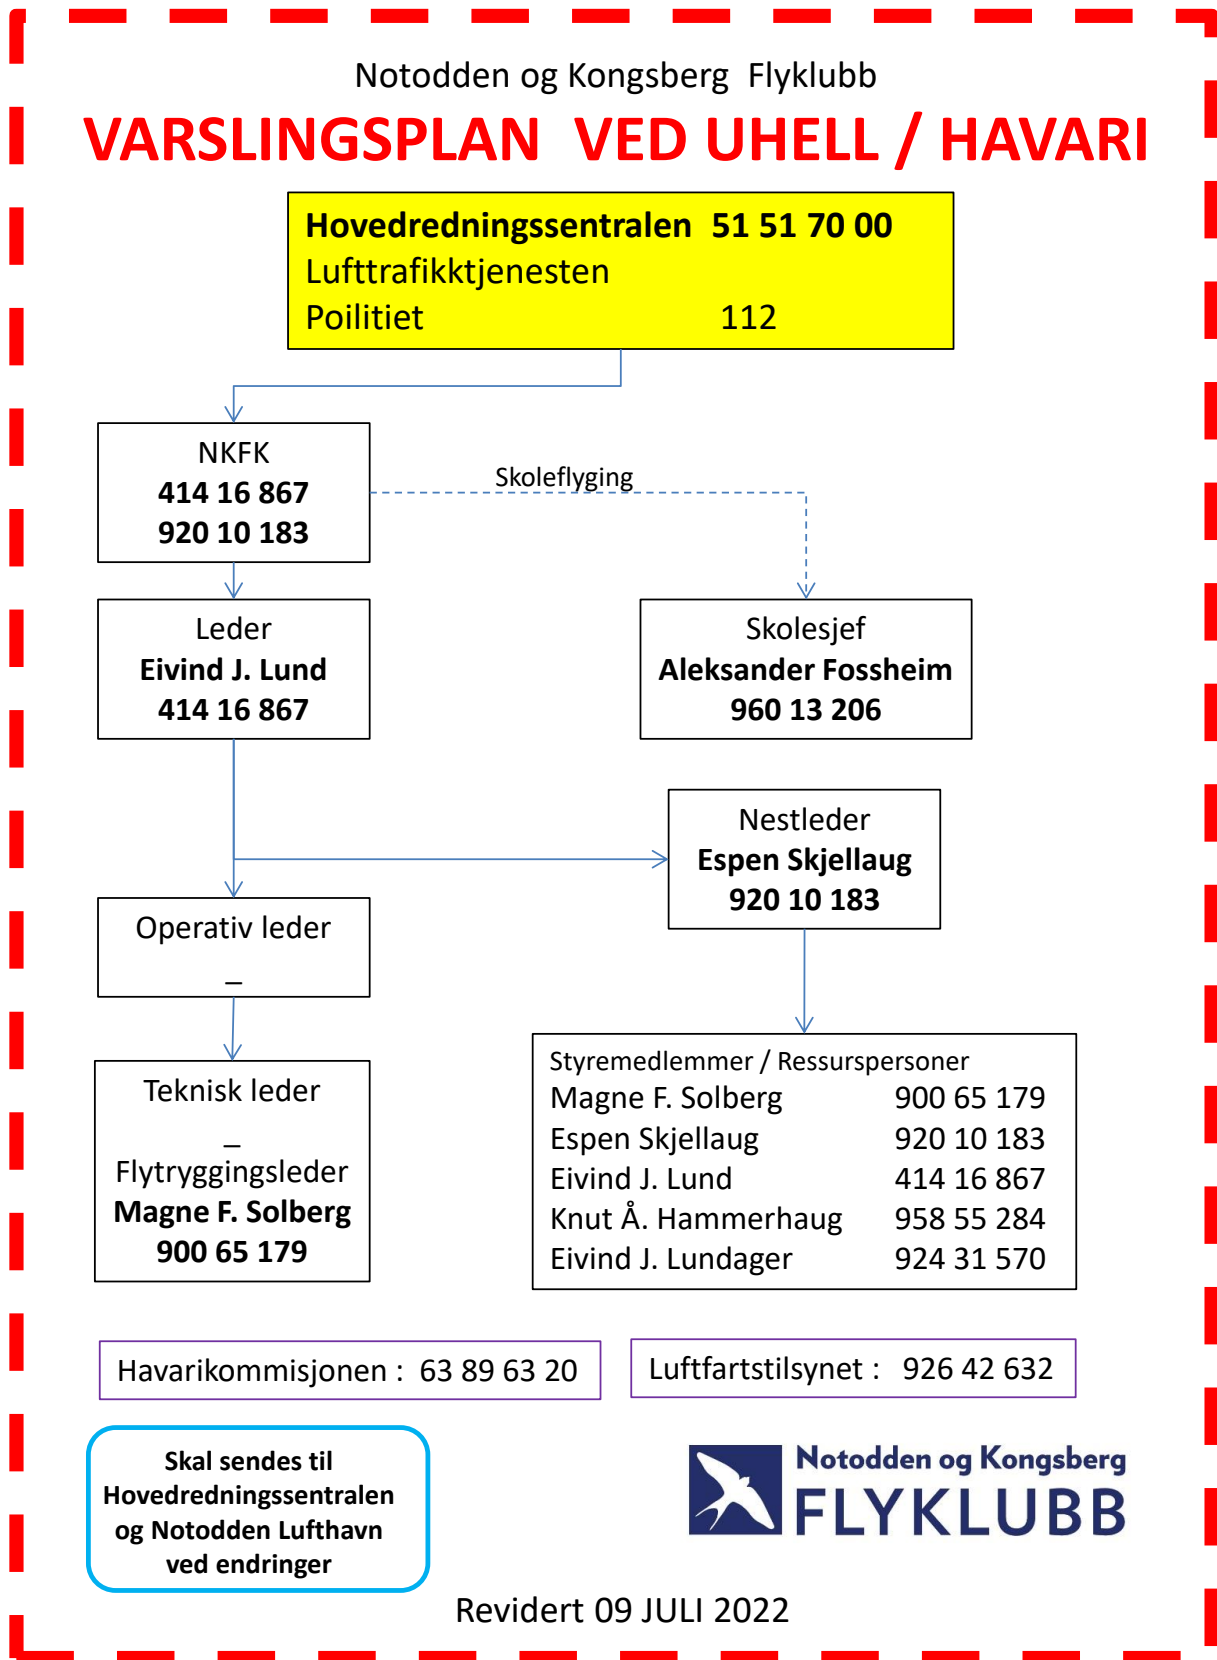 Notodden og Kongsberg Flyklubb
VARSLINGSPLAN VED UHELL / HAVARI
Hovedredningssentralen 51 51 70 00
Lufttrafikktjenesten
Poilitiet 112
NKFK
414 16 867
920 10 183
Skoleflyging
Leder
Eivind J. Lund
414 16 867
Skolesjef
Aleksander Fossheim
960 13 206
Nestleder
Espen Skjellaug
920 10 183
Operativ leder
_
Teknisk leder
_
Flytryggingsleder
Magne F. Solberg
900 65 179
Styremedlemmer / Ressurspersoner
Magne F. Solberg 900 65 179
Espen Skjellaug 920 10 183
Eivind J. Lund 414 16 867
Knut Å. Hammerhaug 958 55 284
Eivind J. Lundager 924 31 570
Havarikommisjonen : 63 89 63 20
Luftfartstilsynet : 926 42 632
Skal sendes til
Hovedredningssentralen
og Notodden Lufthavn
ved endringer
Notodden og Kongsberg
FLYKLUBB
Revidert 09 JULI 2022